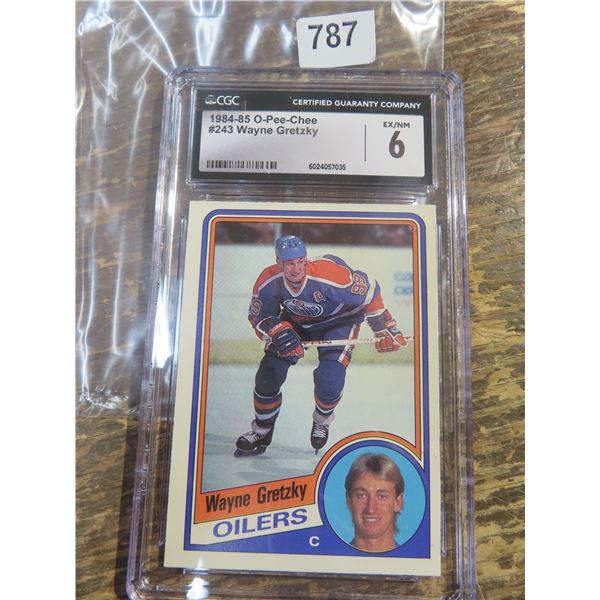 787
CGC
CERTIFIED GUARANTY COMPANY
1984-85 O-Pee-Chee
#243 Wayne Gretzky
EX/NM
6
6024057035
Wayne Gretzky
OILERS
C